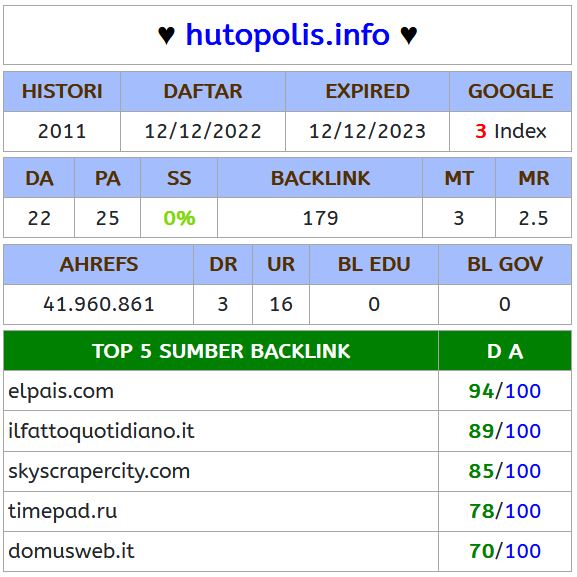 ♥ hutopolis.info ♥
HISTORI DAFTAR EXPIRED GOOGLE
2011 12/12/2022 12/12/2023 3 Index
DA PA SS BACKLINK MT MR
22 25 0% 179 3 2.5
AHREFS DR UR BL EDU BL GOV
41.960.861 3 16 0 0
TOP 5 SUMBER BACKLINK D A
elpais.com 94/100
ilfattoquotidiano.it 89/100
skyscrapercity.com 85/100
timepad.ru 78/100
domusweb.it 70/100